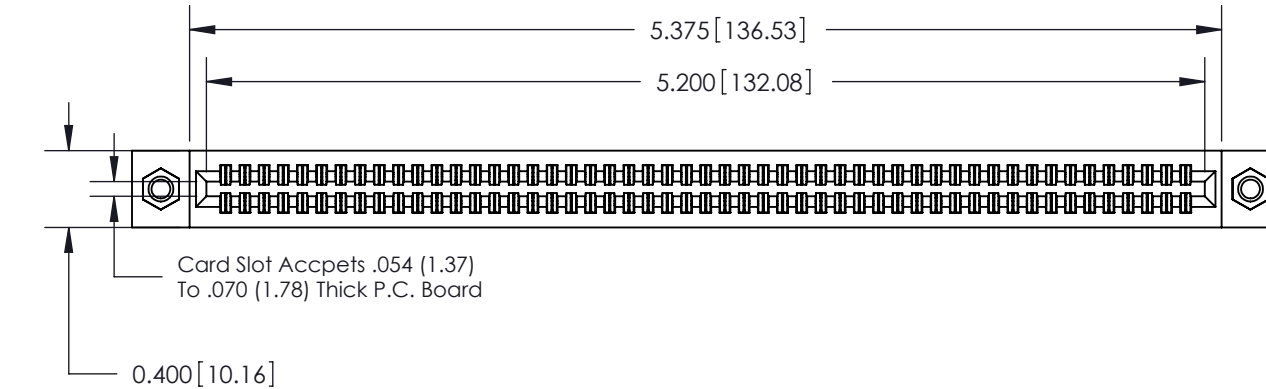 5.375[136.53]
5.200[132.08]
Card Slot Accpets .054 (1.37)
To .070 (1.78) Thick P.C. Board
0.400[10.16]